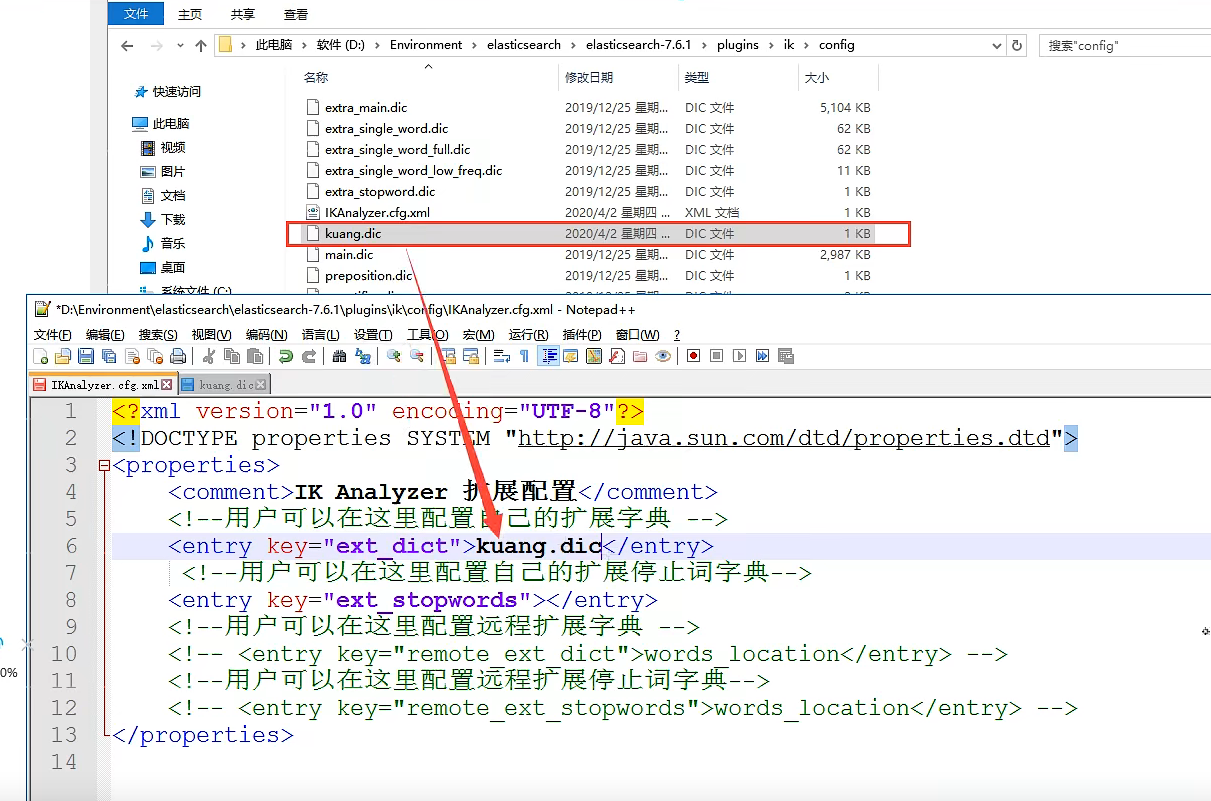 文件 主页 共享 查看
此电脑 > 软件 (D:) > Environment > elasticsearch > elasticsearch-7.6.1 > plugins > ik > config 搜索"config"
名称 修改日期 类型 大小
快速访问
此电脑
视频
图片
文档
下载
音乐
桌面
系统文件 (C:)
extra_main.dic 2019/12/25 星期... DIC 文件 5,104 KB
extra_single_word.dic 2019/12/25 星期... DIC 文件 62 KB
extra_single_word_full.dic 2019/12/25 星期... DIC 文件 62 KB
extra_single_word_low_freq.dic 2019/12/25 星期... DIC 文件 11 KB
extra_stopword.dic 2019/12/25 星期... DIC 文件 1 KB
IKAnalyzer.cfg.xml 2020/4/2 星期四 ... XML 文档 1 KB
kuang.dic 2020/4/2 星期四 ... DIC 文件 1 KB
main.dic 2019/12/25 星期... DIC 文件 2,987 KB
preposition.dic 2019/12/25 星期... DIC 文件 1 KB
*D:\Environment\elasticsearch\elasticsearch-7.6.1\plugins\ik\config\IKAnalyzer.cfg.xml - Notepad++
文件(F) 编辑(E) 搜索(S) 视图(V) 编码(N) 语言(L) 设置(T) 工具(O) 宏(M) 运行(R) 插件(P) 窗口(W) ?
IKAnalyzer.cfg.xml kuang.dic
1 <?xml version="1.0" encoding="UTF-8"?>
2 <!DOCTYPE properties SYSTEM "http://java.sun.com/dtd/properties.dtd">
3 <properties>
4 <comment>IK Analyzer 扩展配置</comment>
5 <!--用户可以在这里配置自己的扩展字典 -->
6 <entry key="ext_dict">kuang.dic</entry>
7 <!--用户可以在这里配置自己的扩展停止词字典-->
8 <entry key="ext_stopwords"></entry>
9 <!--用户可以在这里配置远程扩展字典 -->
10 <!-- <entry key="remote_ext_dict">words_location</entry> -->
11 <!--用户可以在这里配置远程扩展停止词字典-->
12 <!-- <entry key="remote_ext_stopwords">words_location</entry> -->
13 </properties>
14
0%